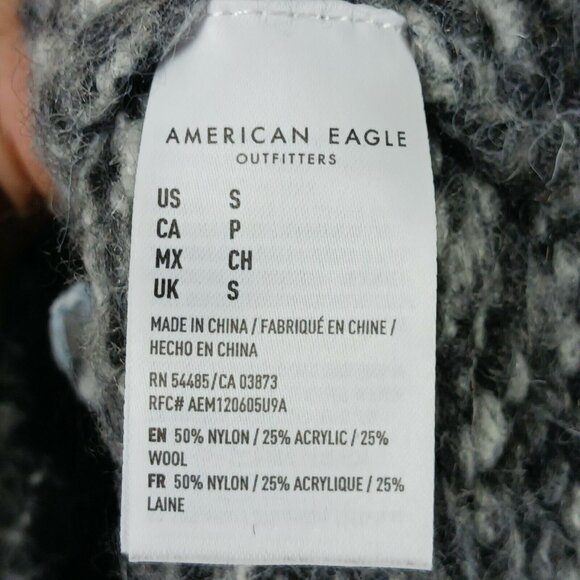 AMERICAN EAGLE
OUTFITTERS
US S
CA P
MX CH
UK S
MADE IN CHINA / FABRIQUÉ EN CHINE /
HECHO EN CHINA
RN 54485/CA 03873
RFC# AEM120605U9A
EN 50% NYLON / 25% ACRYLIC / 25%
WOOL
FR 50% NYLON / 25% ACRYLIQUE / 25%
LAINE